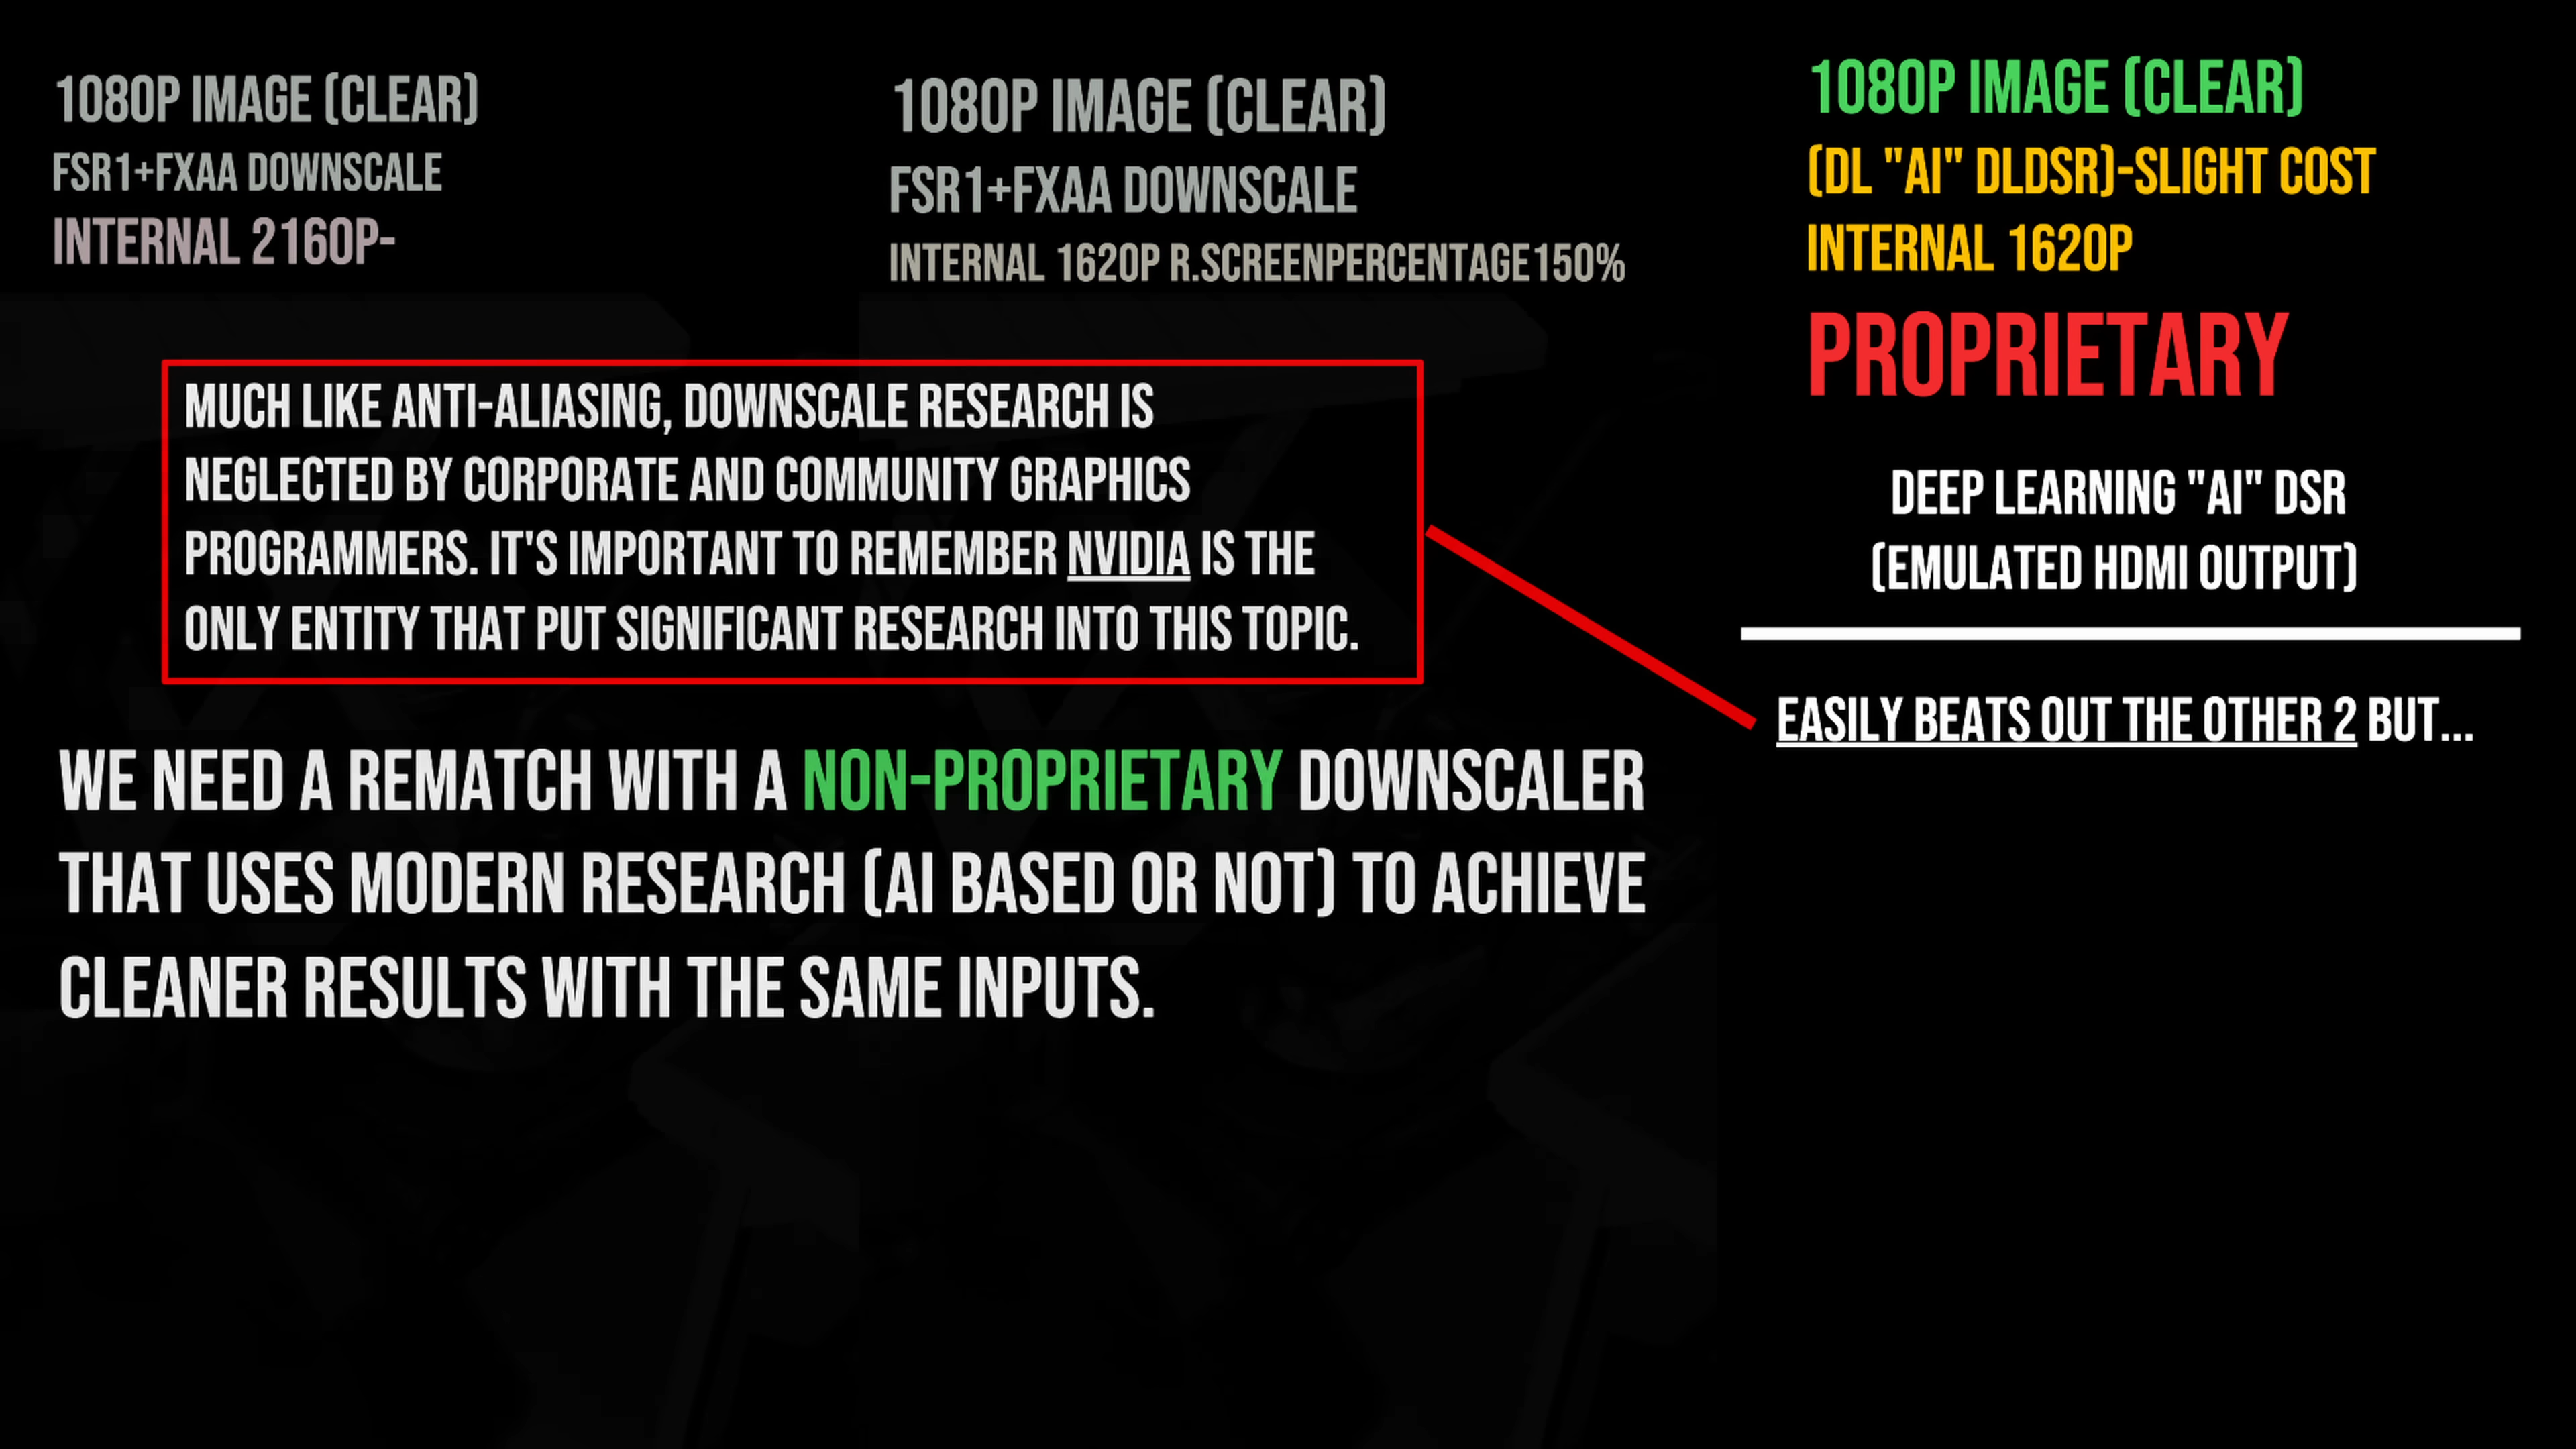 1080P IMAGE (CLEAR)
FSR1+FXAA DOWNSCALE
INTERNAL 2160P-
1080P IMAGE (CLEAR)
FSR1+FXAA DOWNSCALE
INTERNAL 1620P R.SCREENPERCENTAGE150%
1080P IMAGE (CLEAR)
(DL "AI" DLDSR)-SLIGHT COST
INTERNAL 1620P
PROPRIETARY
DEEP LEARNING "AI" DSR
(EMULATED HDMI OUTPUT)
EASILY BEATS OUT THE OTHER 2 BUT...
MUCH LIKE ANTI-ALIASING, DOWNSCALE RESEARCH IS
NEGLECTED BY CORPORATE AND COMMUNITY GRAPHICS
PROGRAMMERS. IT'S IMPORTANT TO REMEMBER NVIDIA IS THE
ONLY ENTITY THAT PUT SIGNIFICANT RESEARCH INTO THIS TOPIC.
WE NEED A REMATCH WITH A NON-PROPRIETARY DOWNSCALER
THAT USES MODERN RESEARCH (AI BASED OR NOT) TO ACHIEVE
CLEANER RESULTS WITH THE SAME INPUTS.